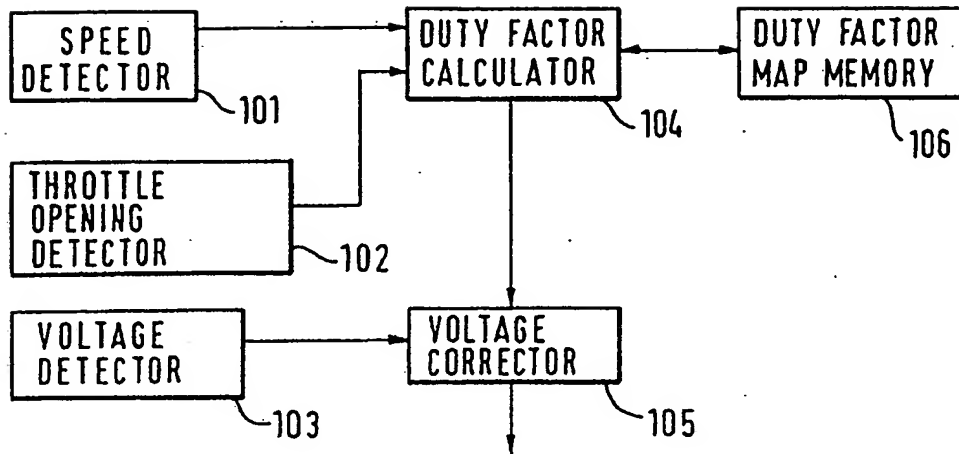 SPEED
DETECTOR
101
DUTY FACTOR
CALCULATOR
104
DUTY FACTOR
MAP MEMORY
106
THROTTLE
OPENING
DETECTOR
102
VOLTAGE
DETECTOR
103
VOLTAGE
CORRECTOR
105